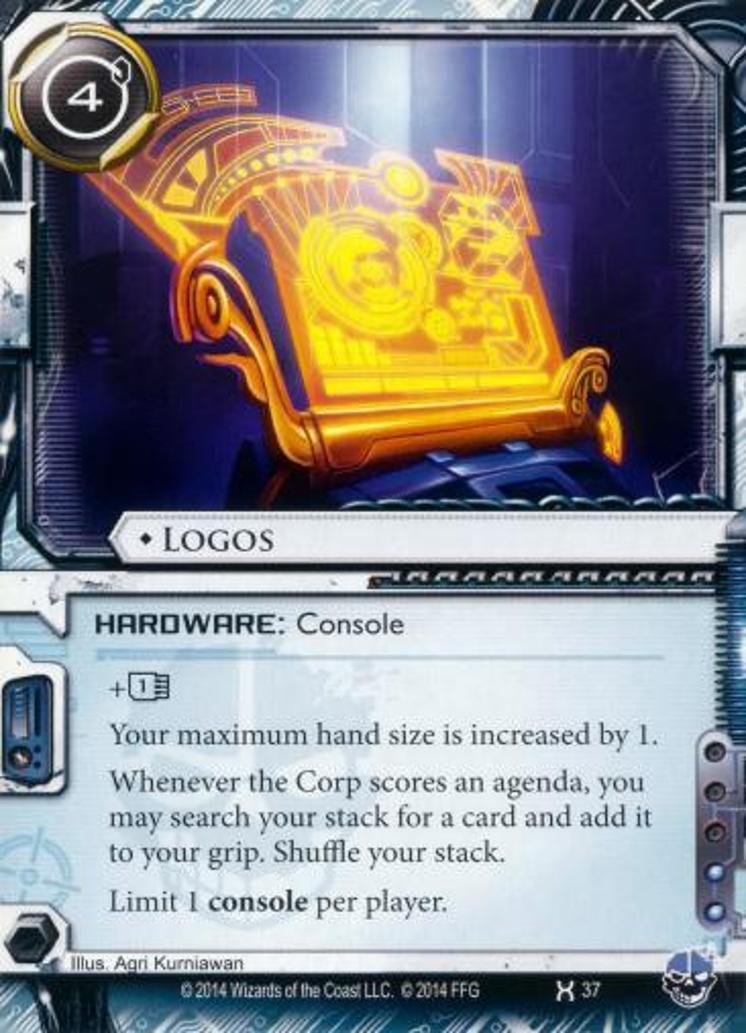 4
♦ LOGOS
HARDWARE: Console
+1
Your maximum hand size is increased by 1.
Whenever the Corp scores an agenda, you
may search your stack for a card and add it
to your grip. Shuffle your stack.
Limit 1 console per player.
Illus. Agri Kurniawan
© 2014 Wizards of the Coast LLC. © 2014 FFG 37